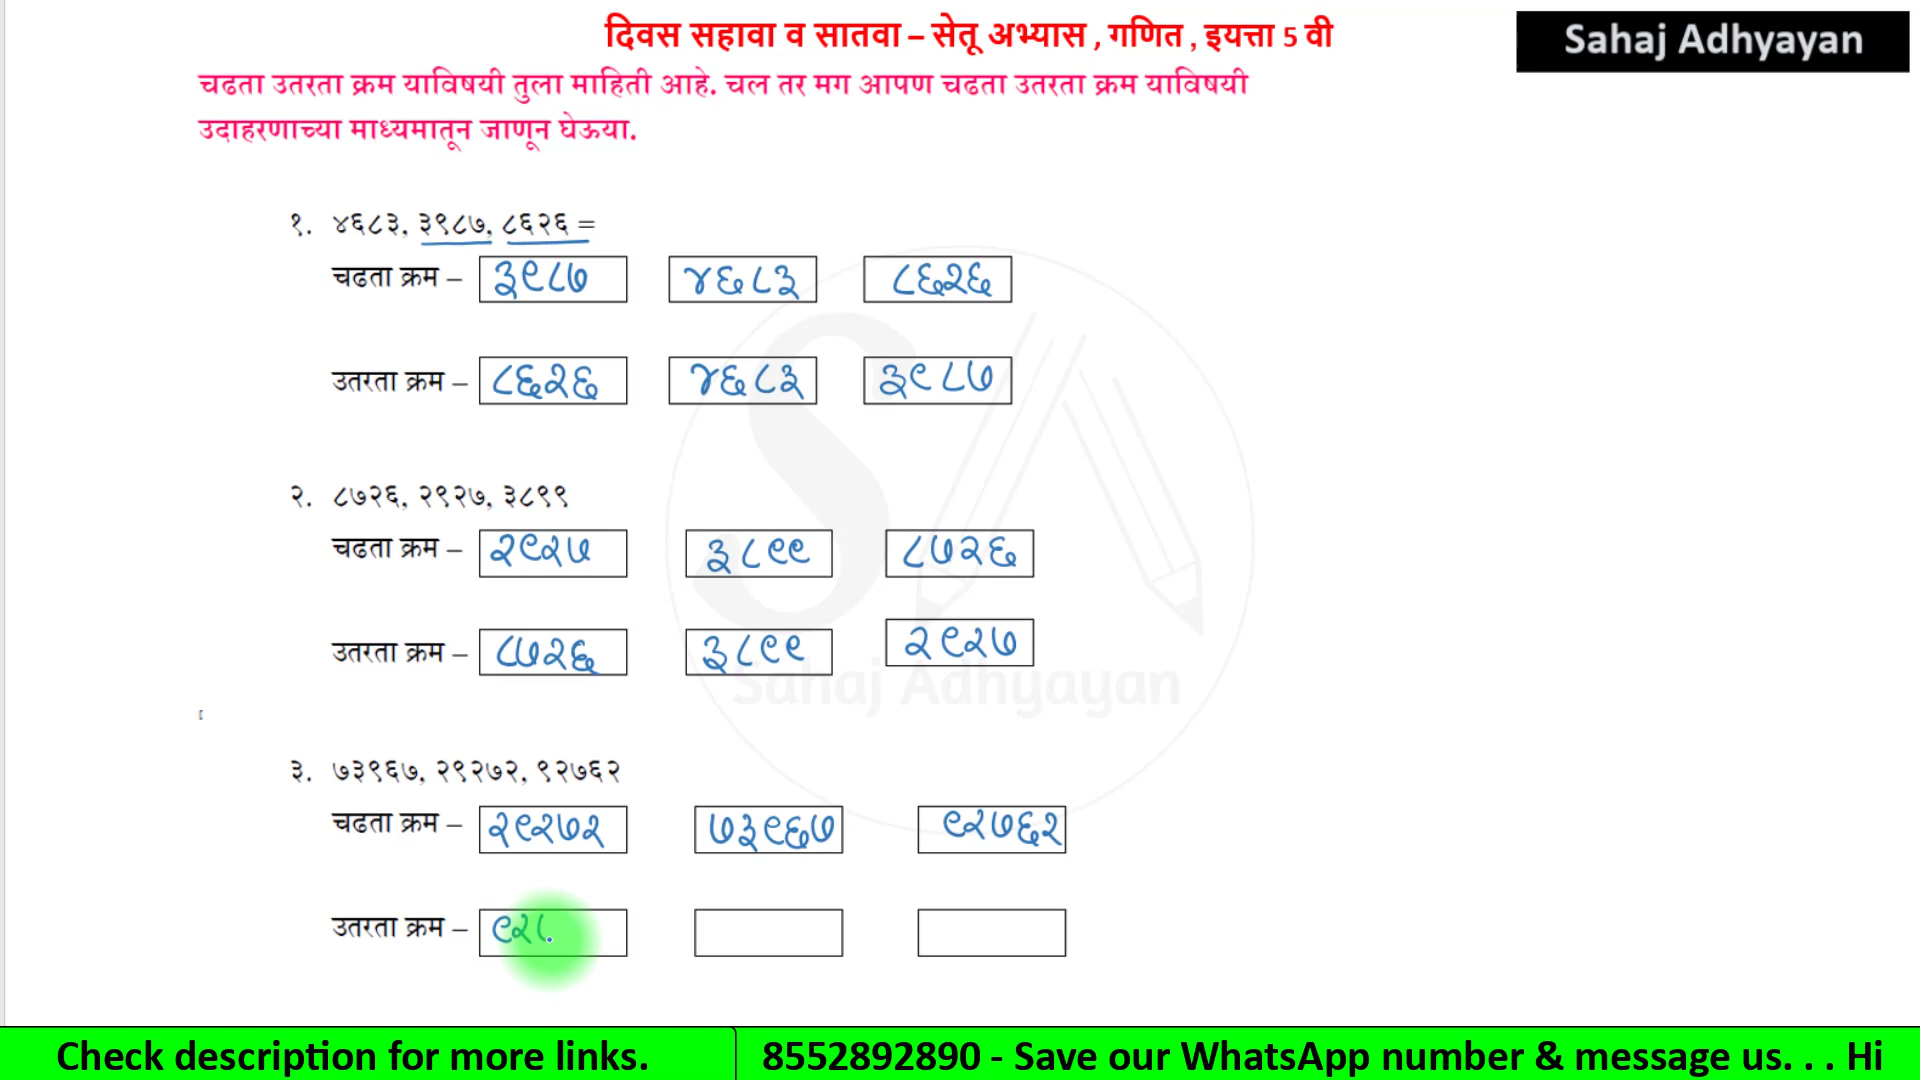 दिवस सहावा व सातवा – सेतू अभ्यास , गणित , इयत्ता 5 वी
Sahaj Adhyayan
चढता उतरता क्रम याविषयी तुला माहिती आहे. चल तर मग आपण चढता उतरता क्रम याविषयी
उदाहरणाच्या माध्यमातून जाणून घेऊया.
१. ४६८३, ३९८७, ८६२६ =
चढता क्रम – ३९८७ ४६८३ ८६२६
उतरता क्रम – ८६२६ ४६८३ ३९८७
२. ८७२६, २९२७, ३८९९
चढता क्रम – २९२७ ३८९९ ८७२६
उतरता क्रम – ८७२६ ३८९९ २९२७
Sahaj Adhyayan
३. ७३९६७, २९२७२, ९२७६२
चढता क्रम – २९२७२ ७३९६७ ९२७६२
उतरता क्रम – ९२
Check description for more links.
8552892890 - Save our WhatsApp number & message us. . . Hi